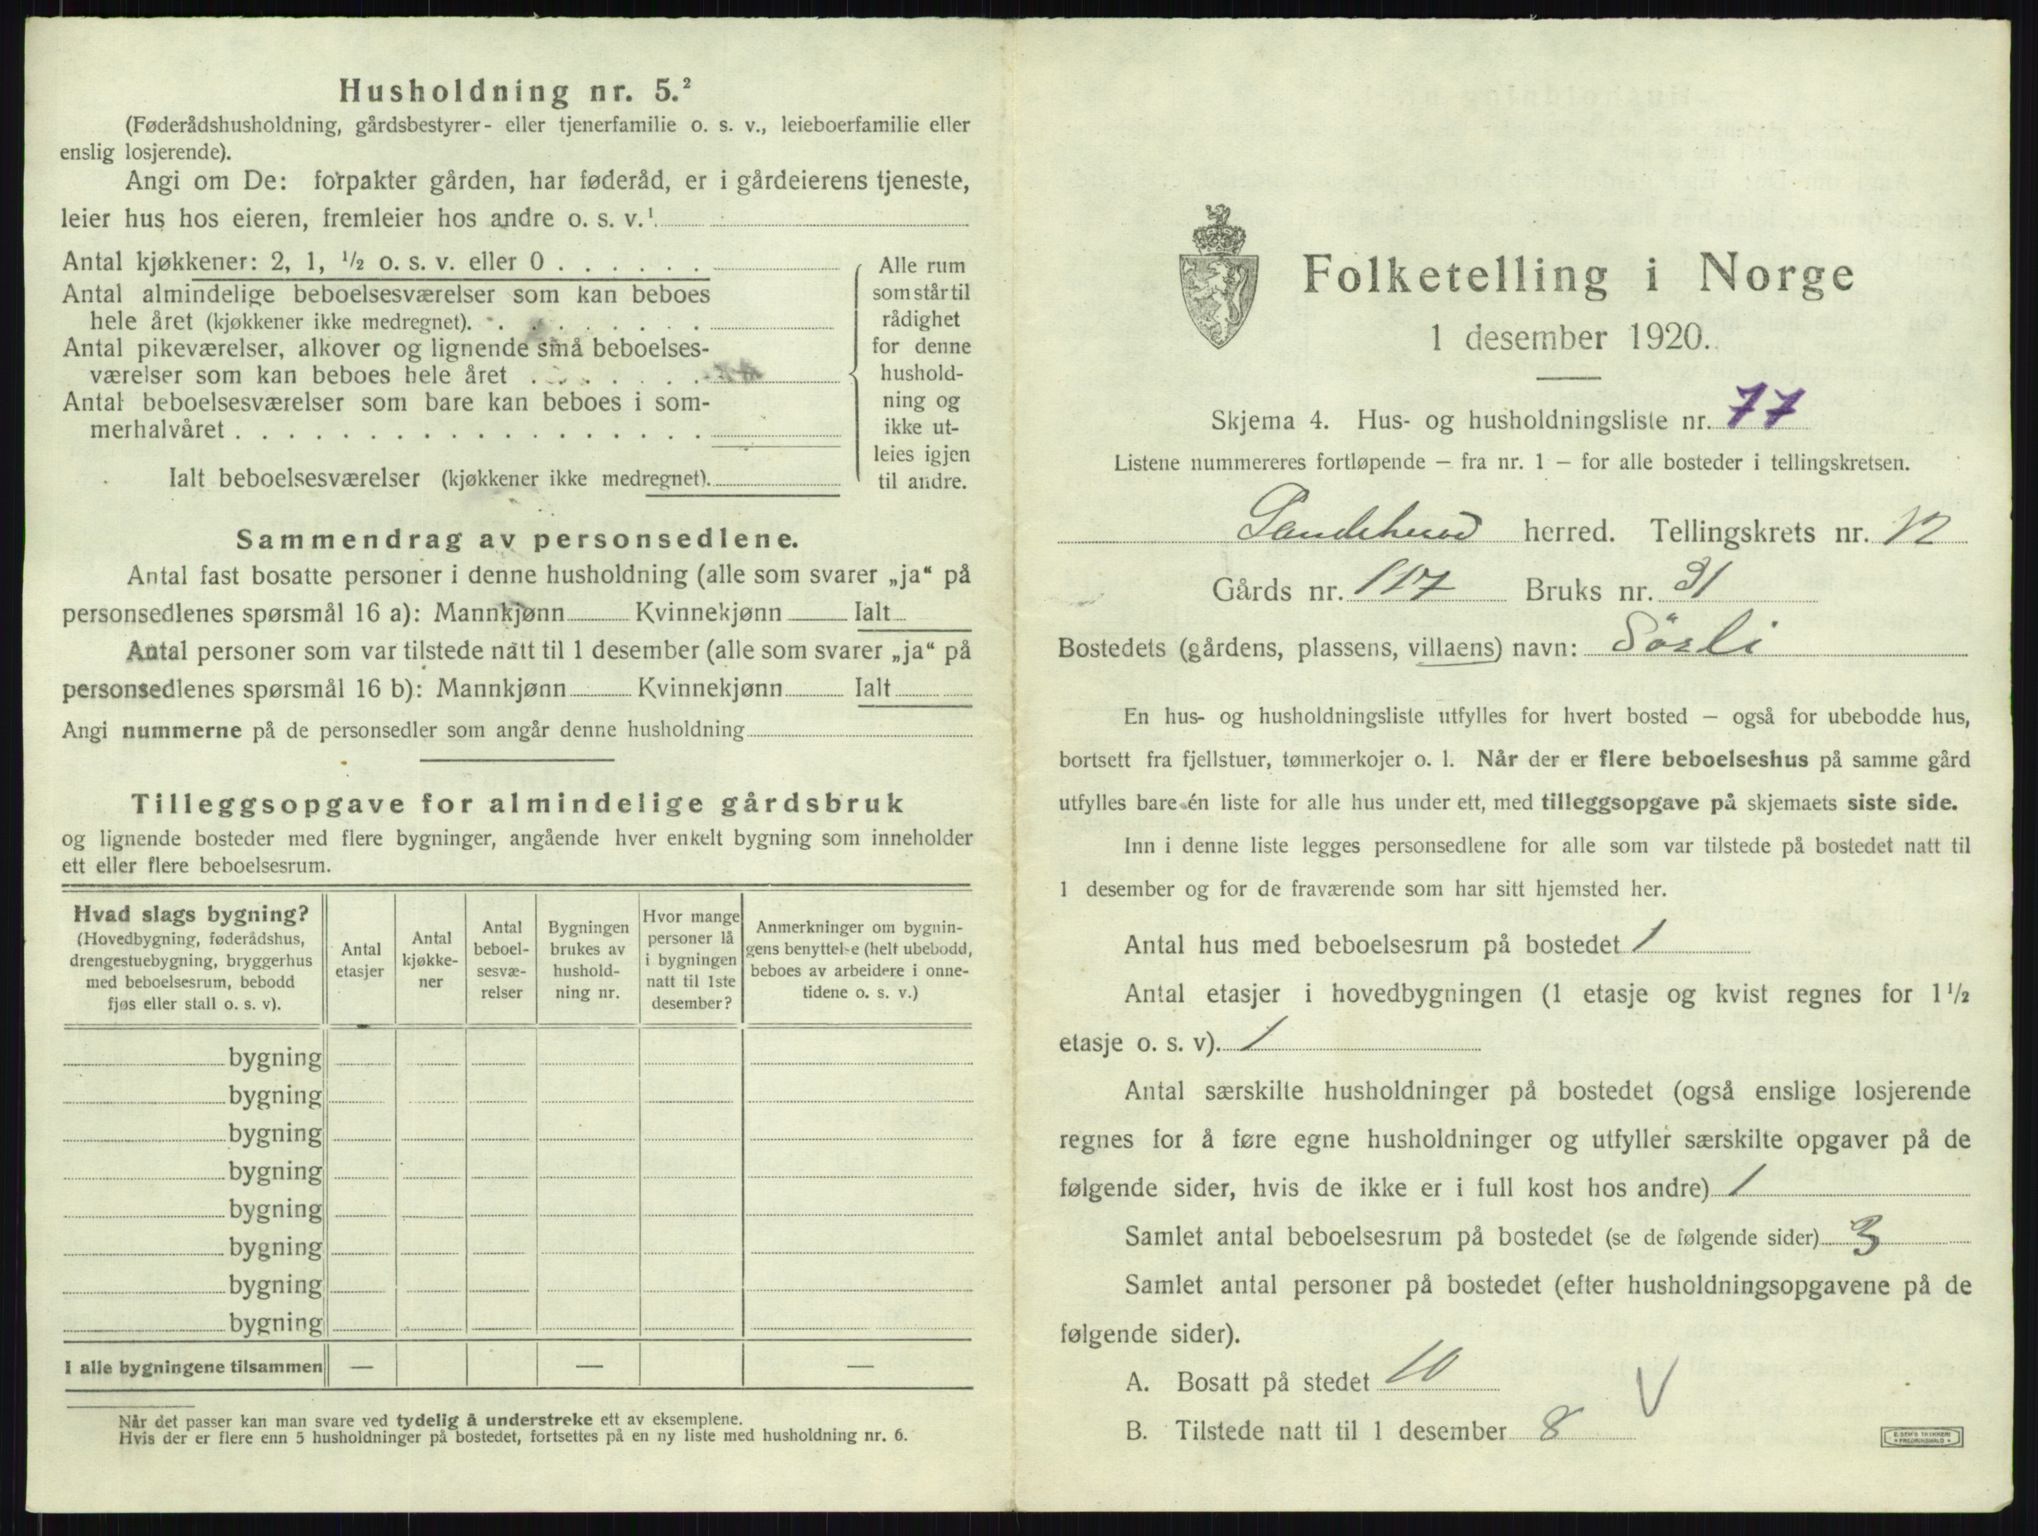 Husholdning nr. 5.²
(Føderådshusholdning, gårdsbestyrer- eller tjenerfamilie o. s. v., leieboerfamilie eller
enslig losjerende).
Angi om De: forpakter gården, har føderåd, er i gårdeierens tjeneste,
leier hus hos eieren, fremleier hos andre o. s. v.¹
Antal kjøkkener: 2, 1, ½ o. s. v. eller 0 . . . . . .
Antal almindelige beboelsesværelser som kan beboes
hele året (kjøkkener ikke medregnet). . . . . . . .
Antal pikeværelser, alkover og lignende små beboelses-
værelser som kan beboes hele året . . . . . . .
Antal beboelsesværelser som bare kan beboes i som-
merhalvåret . . . . . . . . . . . . . . . . .
Ialt beboelsesværelser (kjøkkener ikke medregnet).
Alle rum
som står til
rådighet
for denne
hushold-
ning og
ikke ut-
leies igjen
til andre.
Sammendrag av personsedlene.
Antal fast bosatte personer i denne husholdning (alle som svarer „ja“ på
personsedlenes spørsmål 16 a): Mannkjønn Kvinnekjønn Ialt
Antal personer som var tilstede natt til 1 desember (alle som svarer „ja“ på
personsedlenes spørsmål 16 b): Mannkjønn Kvinnekjønn Ialt
Angi nummerne på de personsedler som angår denne husholdning
Tilleggsopgave for almindelige gårdsbruk
og lignende bosteder med flere bygninger, angående hver enkelt bygning som inneholder
ett eller flere beboelsesrum.
Hvad slags bygning?
(Hovedbygning, føderådshus,
drengestuebygning, bryggerhus
med beboelsesrum, bebodd
fjøs eller stall o. s. v).
Antal
etasjer
Antal
kjøkke-
ner
Antal
beboel-
sesvæ-
relser
Bygningen
brukes av
hushold-
ning nr.
Hvor mange
personer lå
i bygningen
natt til 1ste
desember?
Anmerkninger om bygnin-
gens benyttelse (helt ubebodd,
beboes av arbeidere i onne-
tidene o. s. v.)
bygning
bygning
bygning
bygning
bygning
bygning
bygning
bygning
I alle bygningene tilsammen — — —
Når det passer kan man svare ved tydelig å understreke ett av eksemplene.
Hvis der er flere enn 5 husholdninger på bostedet, fortsettes på en ny liste med husholdning nr. 6.
Folketelling i Norge
1 desember 1920.
Skjema 4. Hus- og husholdningsliste nr. 77
Listene nummereres fortløpende – fra nr. 1 – for alle bosteder i tellingskretsen.
Sandeherred herred. Tellingskrets nr. 12
Gårds nr. 117 Bruks nr. 31
Bostedets (gårdens, plassens, villaens) navn: Sörli
En hus- og husholdningsliste utfylles for hvert bosted – også for ubebodde hus,
bortsett fra fjellstuer, tømmerkojer o. l. Når der er flere beboelseshus på samme gård
utfylles bare én liste for alle hus under ett, med tilleggsopgave på skjemaets siste side.
Inn i denne liste legges personsedlene for alle som var tilstede på bostedet natt til
1 desember og for de fraværende som har sitt hjemsted her.
Antal hus med beboelsesrum på bostedet 1
Antal etasjer i hovedbygningen (1 etasje og kvist regnes for 1½
etasje o. s. v). 1
Antal særskilte husholdninger på bostedet (også enslige losjerende
regnes for å føre egne husholdninger og utfyller særskilte opgaver på de
følgende sider, hvis de ikke er i full kost hos andre) 1
Samlet antal beboelsesrum på bostedet (se de følgende sider) 3
Samlet antal personer på bostedet (efter husholdningsopgavene på de
følgende sider).
A. Bosatt på stedet 10
B. Tilstede natt til 1 desember 8 V